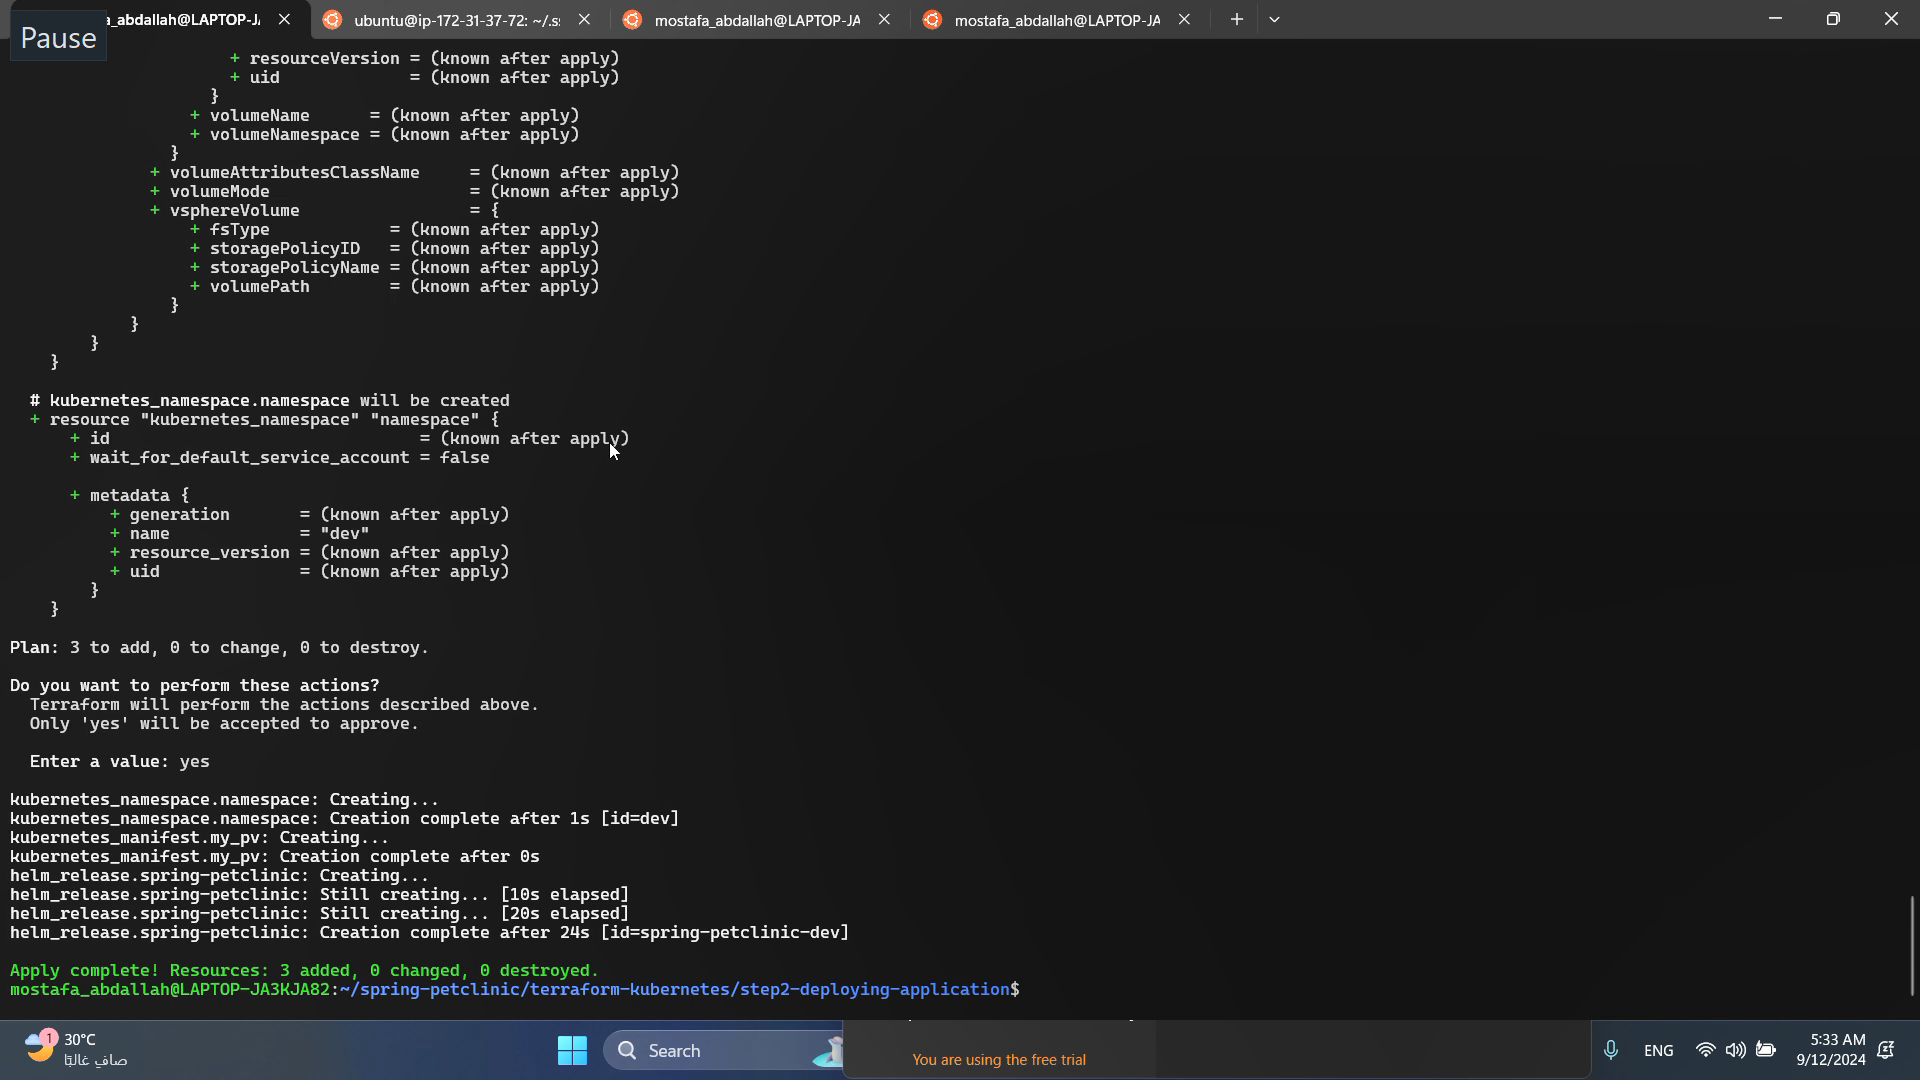 Pause
a_abdallah@LAPTOP-JA
ubuntu@ip-172-31-37-72: ~/.s
mostafa_abdallah@LAPTOP-JA
mostafa_abdallah@LAPTOP-JA
+ resourceVersion = (known after apply)
+ uid = (known after apply)
}
+ volumeName = (known after apply)
+ volumeNamespace = (known after apply)
}
+ volumeAttributesClassName = (known after apply)
+ volumeMode = (known after apply)
+ vsphereVolume = {
+ fsType = (known after apply)
+ storagePolicyID = (known after apply)
+ storagePolicyName = (known after apply)
+ volumePath = (known after apply)
}
}
}
}
# kubernetes_namespace.namespace will be created
+ resource "kubernetes_namespace" "namespace" {
+ id = (known after apply)
+ wait_for_default_service_account = false
+ metadata {
+ generation = (known after apply)
+ name = "dev"
+ resource_version = (known after apply)
+ uid = (known after apply)
}
}
Plan: 3 to add, 0 to change, 0 to destroy.
Do you want to perform these actions?
Terraform will perform the actions described above.
Only 'yes' will be accepted to approve.
Enter a value: yes
kubernetes_namespace.namespace: Creating...
kubernetes_namespace.namespace: Creation complete after 1s [id=dev]
kubernetes_manifest.my_pv: Creating...
kubernetes_manifest.my_pv: Creation complete after 0s
helm_release.spring-petclinic: Creating...
helm_release.spring-petclinic: Still creating... [10s elapsed]
helm_release.spring-petclinic: Still creating... [20s elapsed]
helm_release.spring-petclinic: Creation complete after 24s [id=spring-petclinic-dev]
Apply complete! Resources: 3 added, 0 changed, 0 destroyed.
mostafa_abdallah@LAPTOP-JA3KJA82:~/spring-petclinic/terraform-kubernetes/step2-deploying-application$
1
30°C
صافٍ غالبًا
Search
You are using the free trial
ENG
5:33 AM
9/12/2024